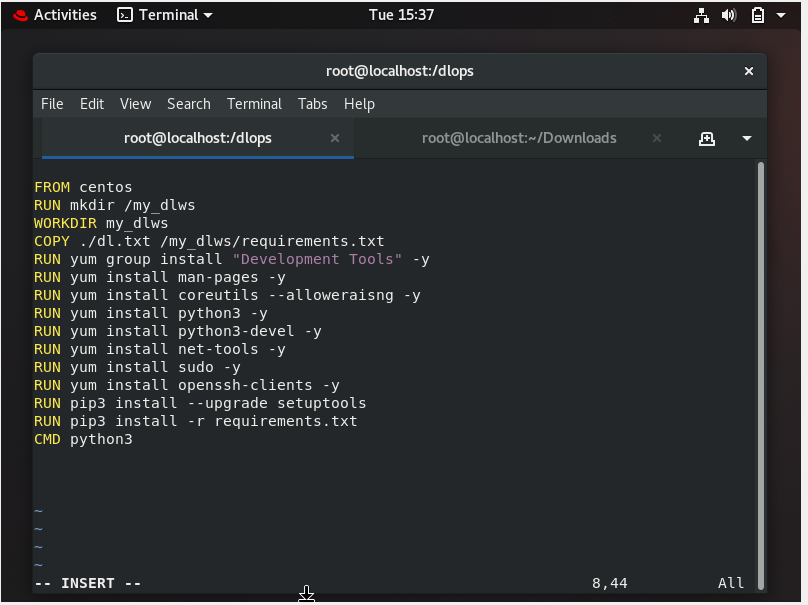 Activities Terminal Tue 15:37
root@localhost:/dlops ×
File Edit View Search Terminal Tabs Help
root@localhost:/dlops × root@localhost:~/Downloads ×
FROM centos
RUN mkdir /my_dlws
WORKDIR my_dlws
COPY ./dl.txt /my_dlws/requirements.txt
RUN yum group install "Development Tools" -y
RUN yum install man-pages -y
RUN yum install coreutils --alloweraisng -y
RUN yum install python3 -y
RUN yum install python3-devel -y
RUN yum install net-tools -y
RUN yum install sudo -y
RUN yum install openssh-clients -y
RUN pip3 install --upgrade setuptools
RUN pip3 install -r requirements.txt
CMD python3
~
~
~
~
-- INSERT -- 8,44 All